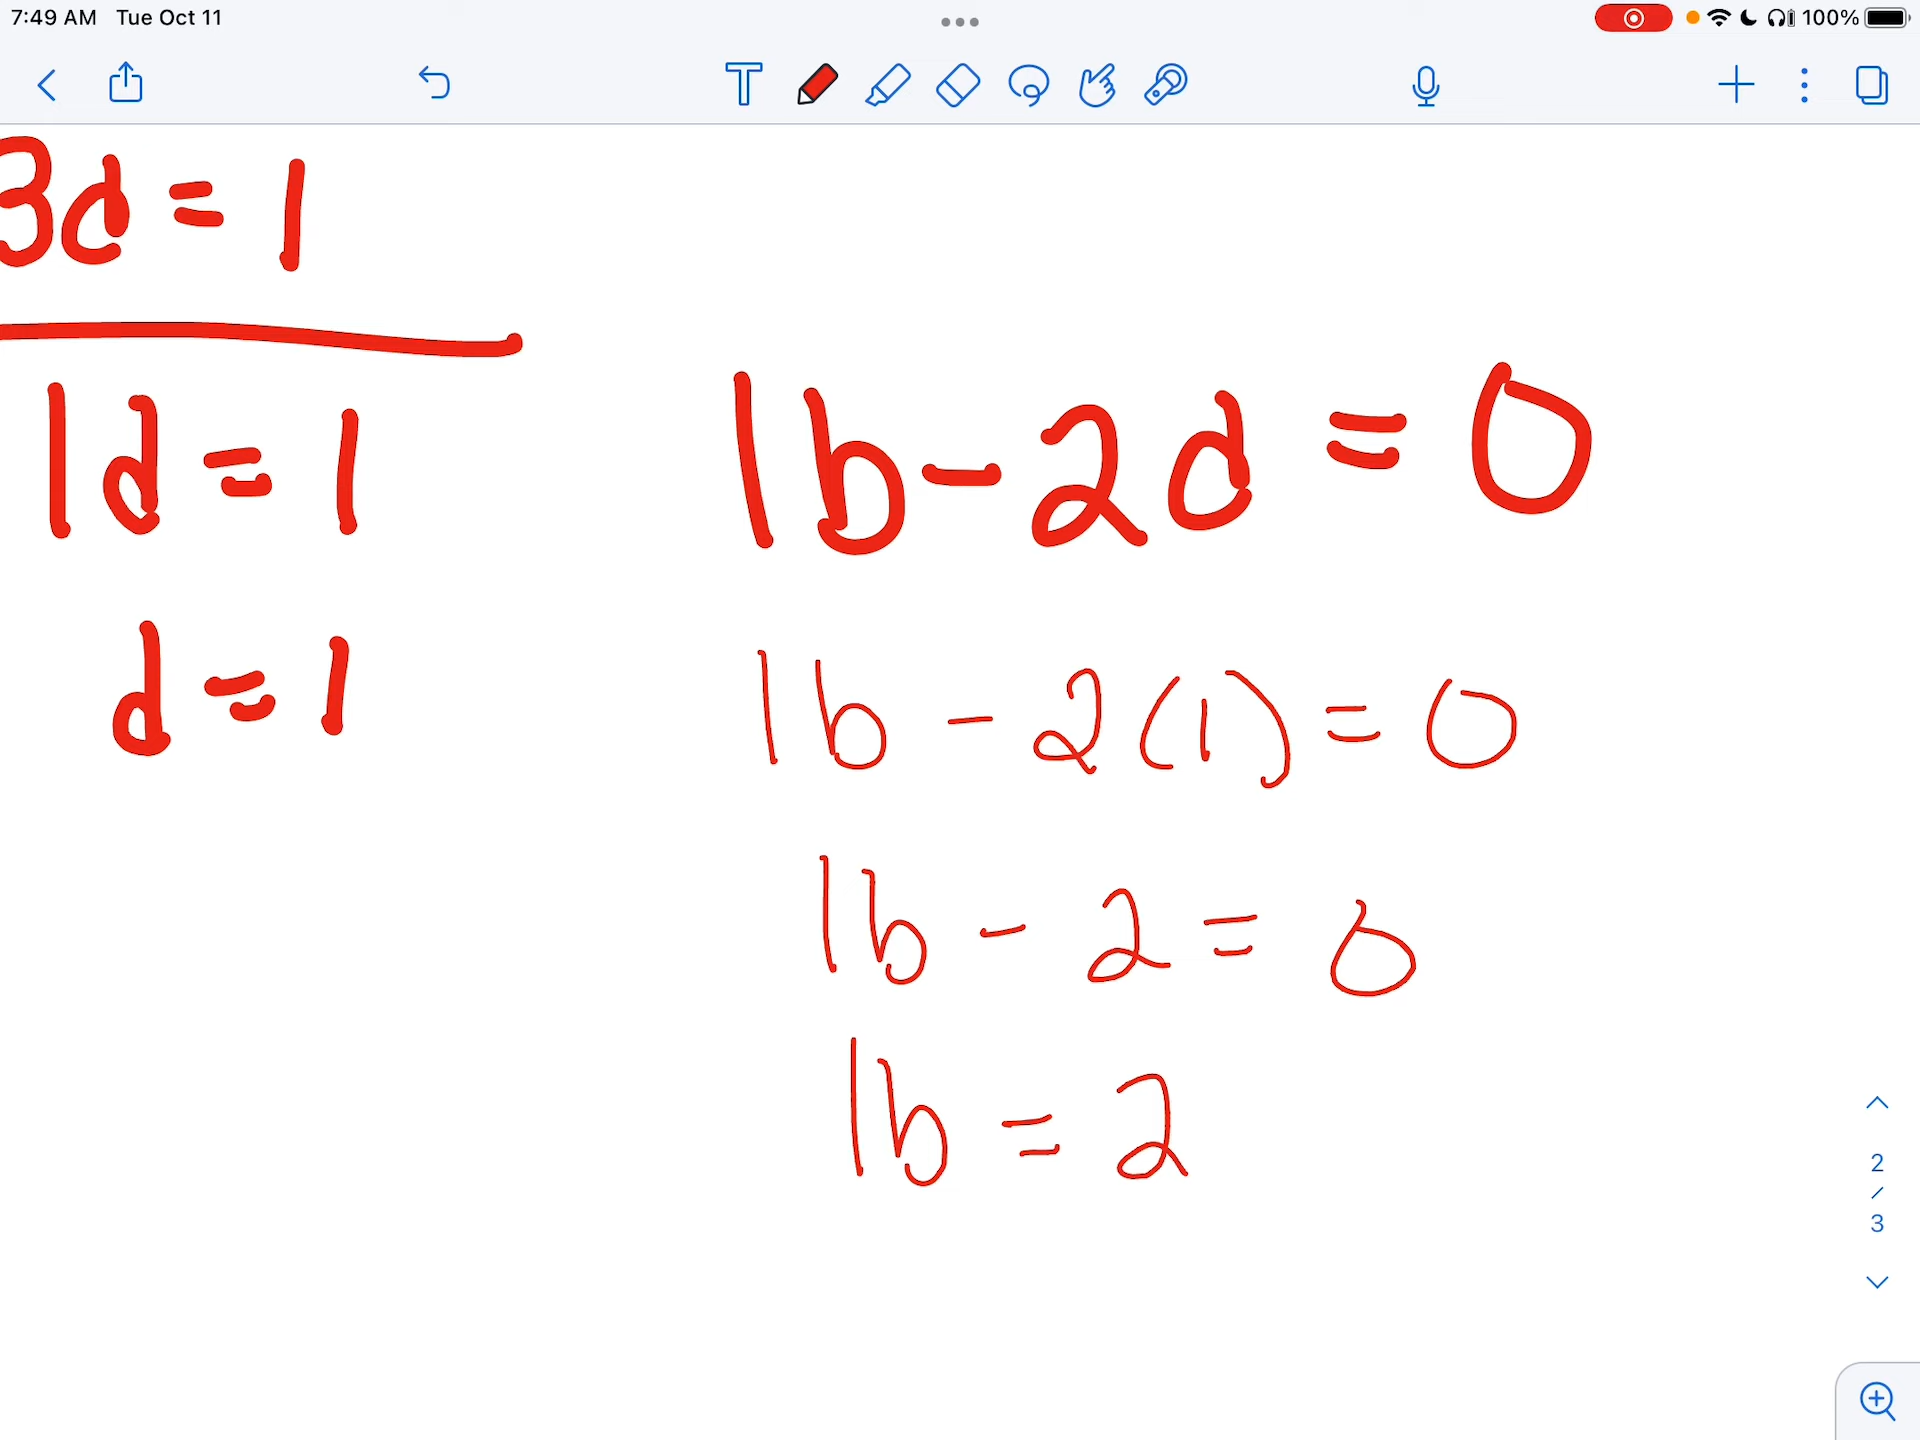 7:49 AM Tue Oct 11
100%
3d = 1
1d = 1
d = 1
1b - 2d = 0
1b - 2(1) = 0
1b - 2 = 0
1b = 2
2
/
3